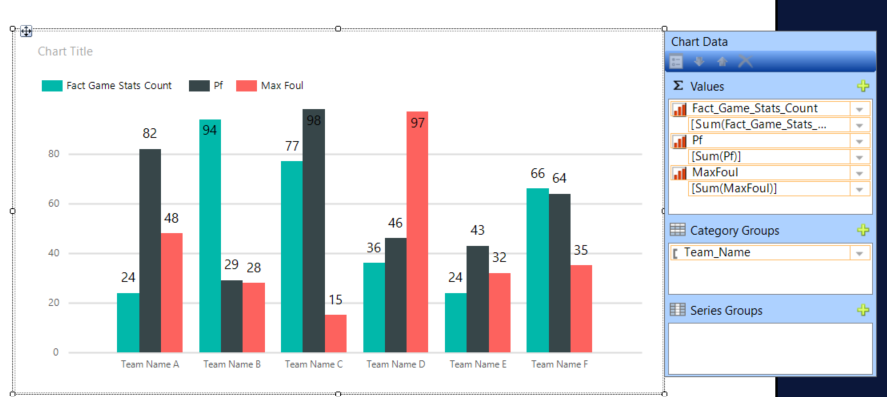 Chart Title
Fact Game Stats Count Pf Max Foul
80
60
40
20
0
24 82 48
94 29 28
77 98 15
36 46 97
24 43 32
66 64 35
Team Name A Team Name B Team Name C Team Name D Team Name E Team Name F
Chart Data
Σ Values
Fact_Game_Stats_Count
[Sum(Fact_Game_Stats_...
Pf
[Sum(Pf)]
MaxFoul
[Sum(MaxFoul)]
Category Groups
Team_Name
Series Groups